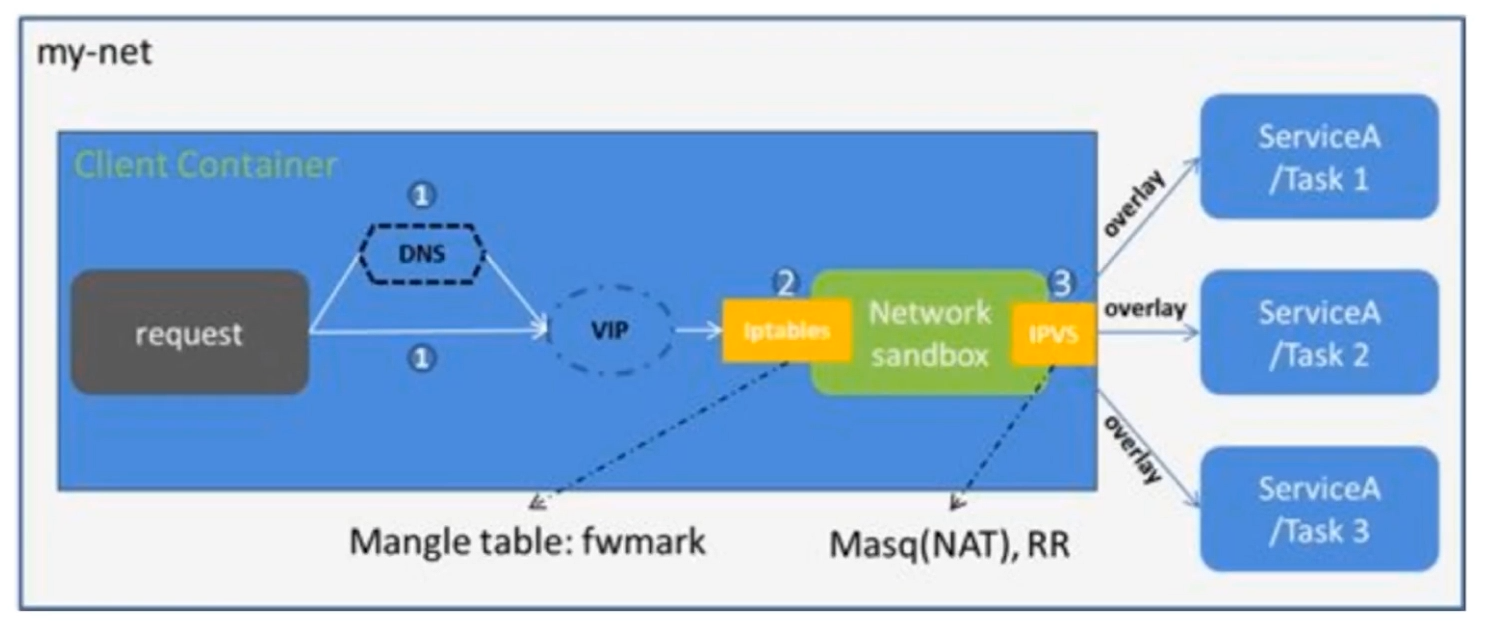 my-net
Client Container
1
DNS
request
1
VIP
2
Iptables
Network
sandbox
3
IPVS
overlay
overlay
overlay
ServiceA
/Task 1
ServiceA
/Task 2
ServiceA
/Task 3
Mangle table: fwmark
Masq(NAT), RR